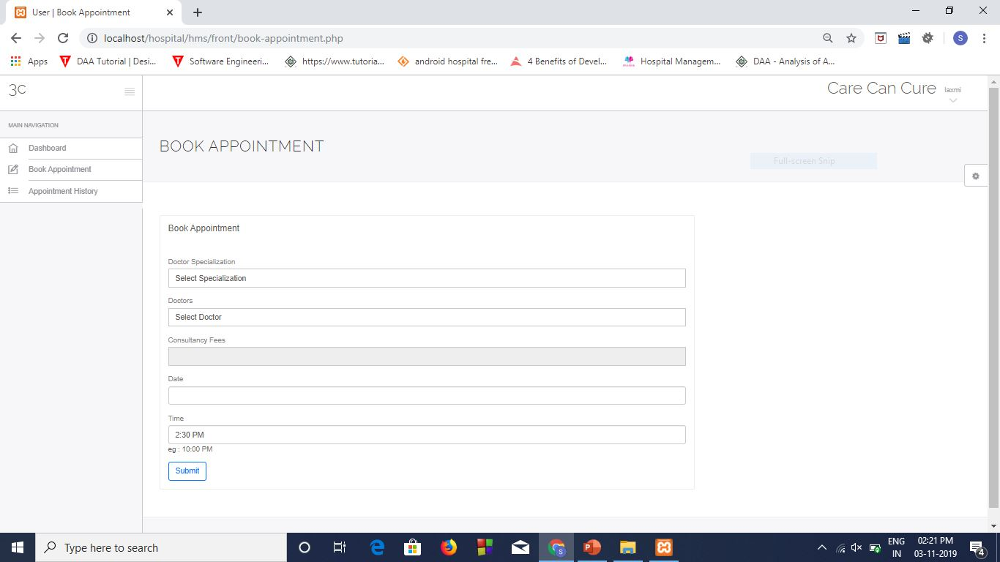 User | Book Appointment
localhost/hospital/hms/front/book-appointment.php
S
Apps
DAA Tutorial | Desi...
Software Engineeri...
https://www.tutoria...
android hospital fre...
4 Benefits of Devel...
Hospital Managem...
DAA - Analysis of A...
3C
Care Can Cure
laxmi
MAIN NAVIGATION
Dashboard
Book Appointment
Appointment History
BOOK APPOINTMENT
Full-screen Snip
Book Appointment
Doctor Specialization
Select Specialization
Doctors
Select Doctor
Consultancy Fees
Date
Time
2:30 PM
eg : 10:00 PM
Submit
Type here to search
ENG
IN
02:21 PM
03-11-2019
4